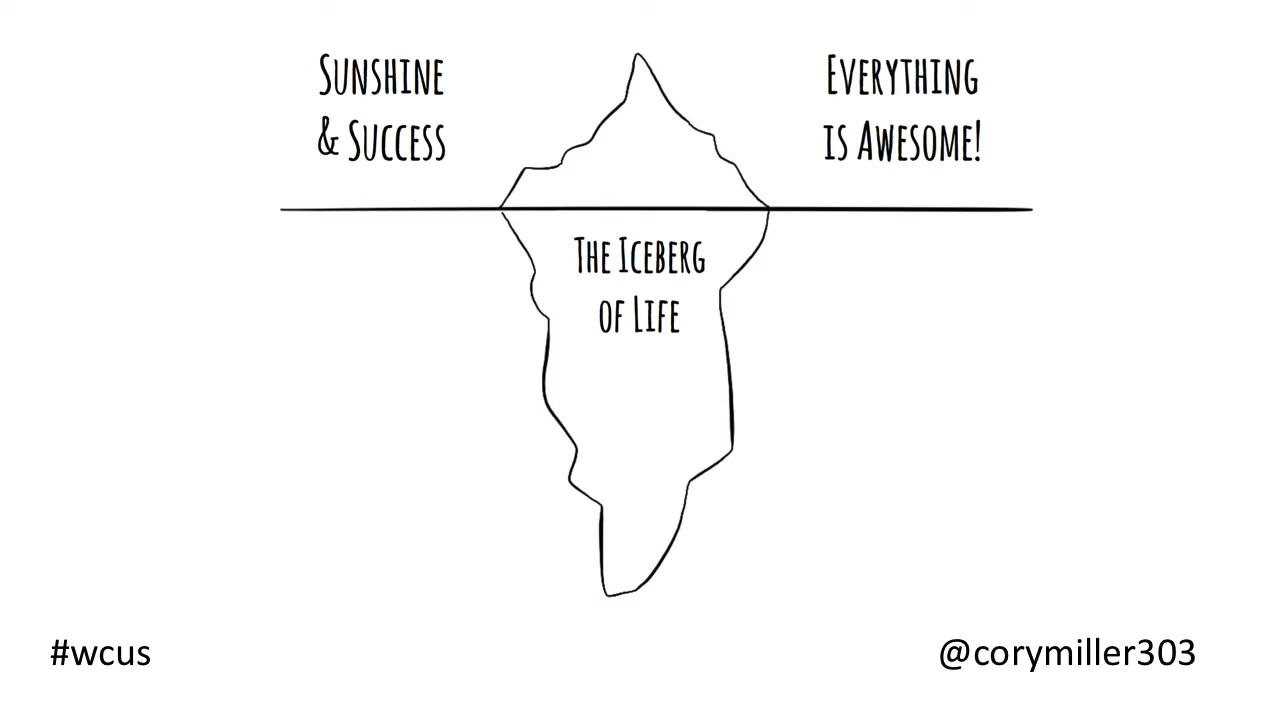 SUNSHINE
& SUCCESS
EVERYTHING
IS AWESOME!
THE ICEBERG
OF LIFE
#wcus
@corymiller303